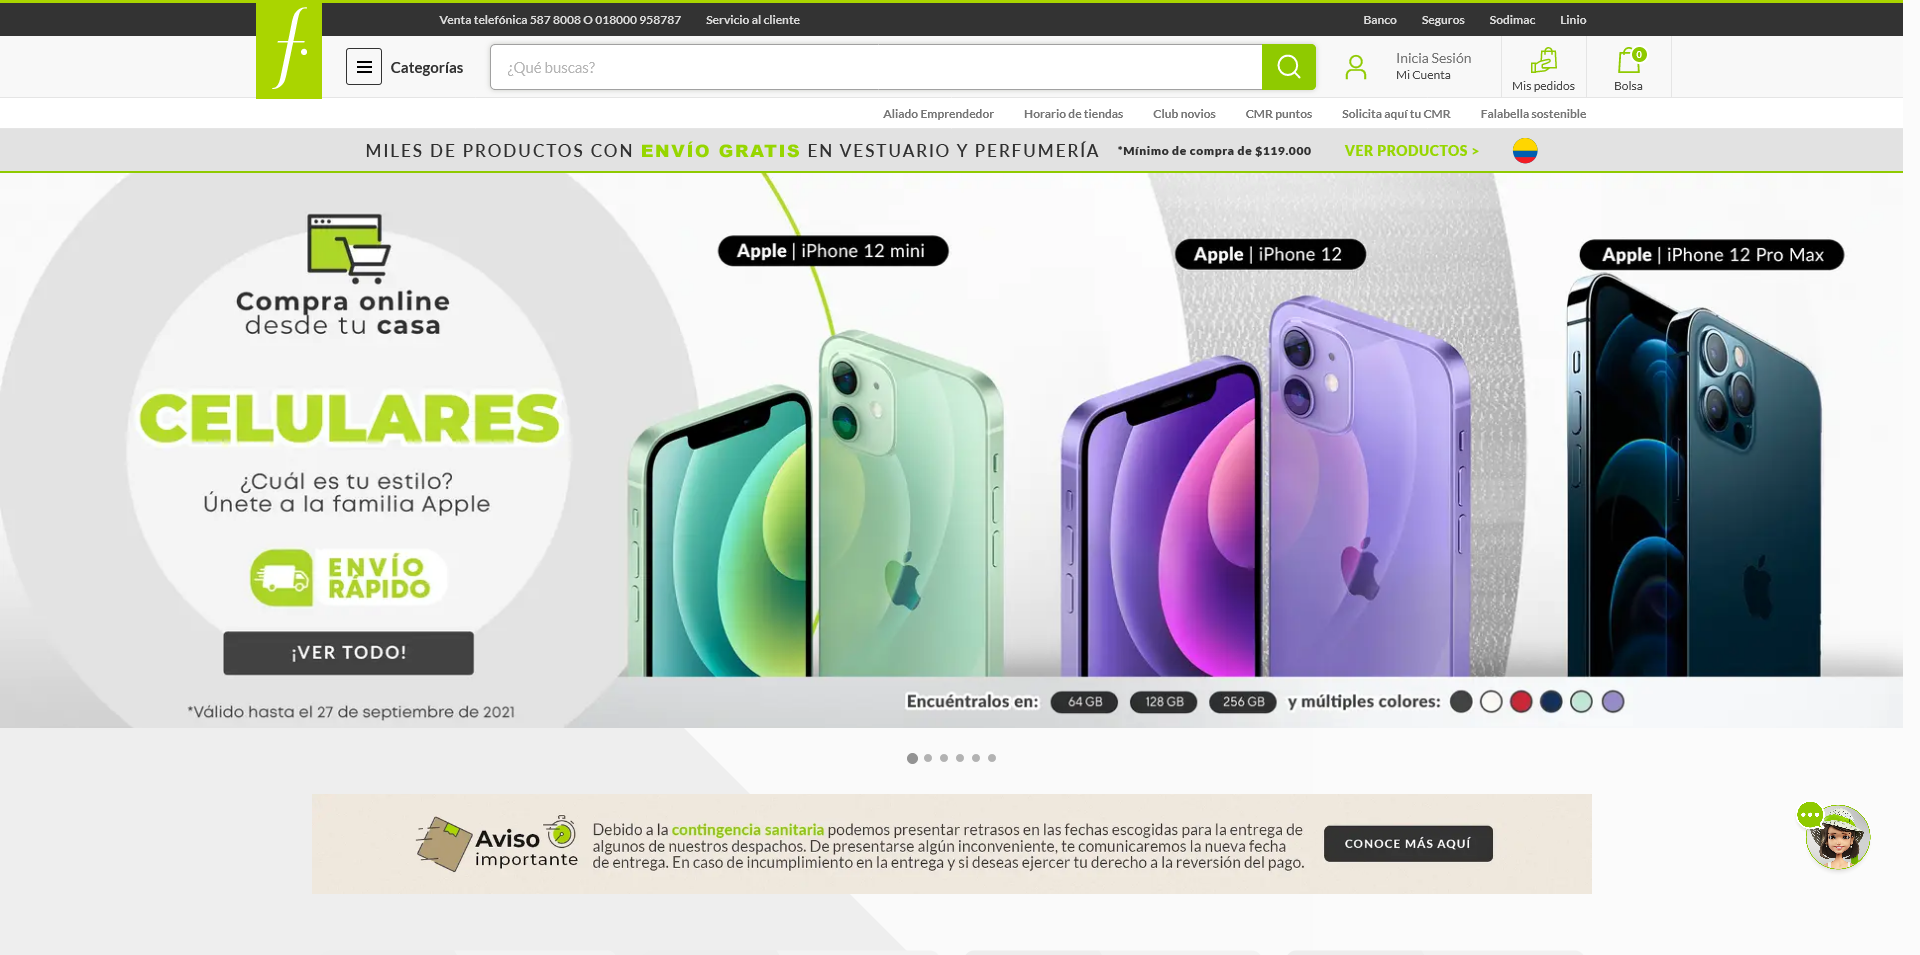 Venta telefónica 587 8008 O 018000 958787
Servicio al cliente
Banco
Seguros
Sodimac
Linio
f.
Categorías
¿Qué buscas?
Inicia Sesión
Mi Cuenta
Mis pedidos
0
Bolsa
Aliado Emprendedor
Horario de tiendas
Club novios
CMR puntos
Solicita aquí tu CMR
Falabella sostenible
MILES DE PRODUCTOS CON ENVÍO GRATIS EN VESTUARIO Y PERFUMERÍA *Mínimo de compra de $119.000 VER PRODUCTOS >
Compra online
desde tu casa
CELULARES
¿Cuál es tu estilo?
Únete a la familia Apple
ENVÍO
RÁPIDO
¡VER TODO!
*Válido hasta el 27 de septiembre de 2021
Apple | iPhone 12 mini
Apple | iPhone 12
Apple | iPhone 12 Pro Max
Encuéntralos en: 64 GB 128 GB 256 GB y múltiples colores:
Aviso
importante
Debido a la contingencia sanitaria podemos presentar retrasos en las fechas escogidas para la entrega de
algunos de nuestros despachos. De presentarse algún inconveniente, te comunicaremos la nueva fecha
de entrega. En caso de incumplimiento en la entrega y si deseas ejercer tu derecho a la reversión del pago.
CONOCE MÁS AQUÍ